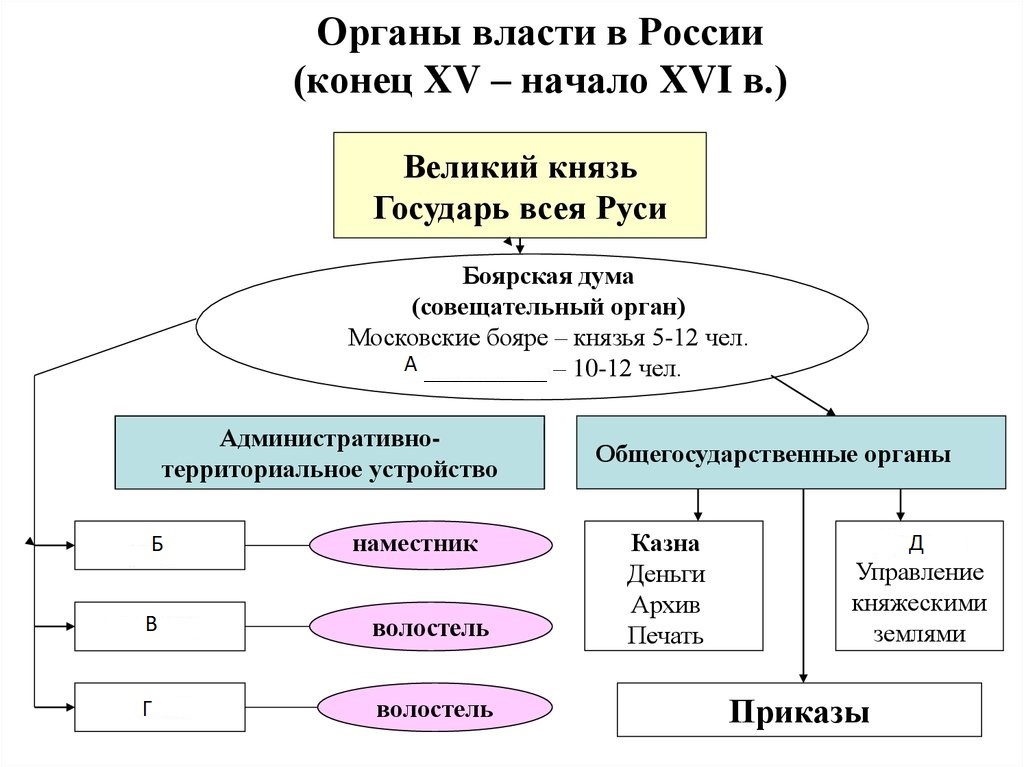 Органы власти в России
(конец XV – начало XVI в.)
Великий князь
Государь всея Руси
Боярская дума
(совещательный орган)
Московские бояре – князья 5-12 чел.
А __________ – 10-12 чел.
Административно-
территориальное устройство
Общегосударственные органы
Б
наместник
В
волостель
Г
волостель
Казна
Деньги
Архив
Печать
Д
Управление
княжескими
землями
Приказы